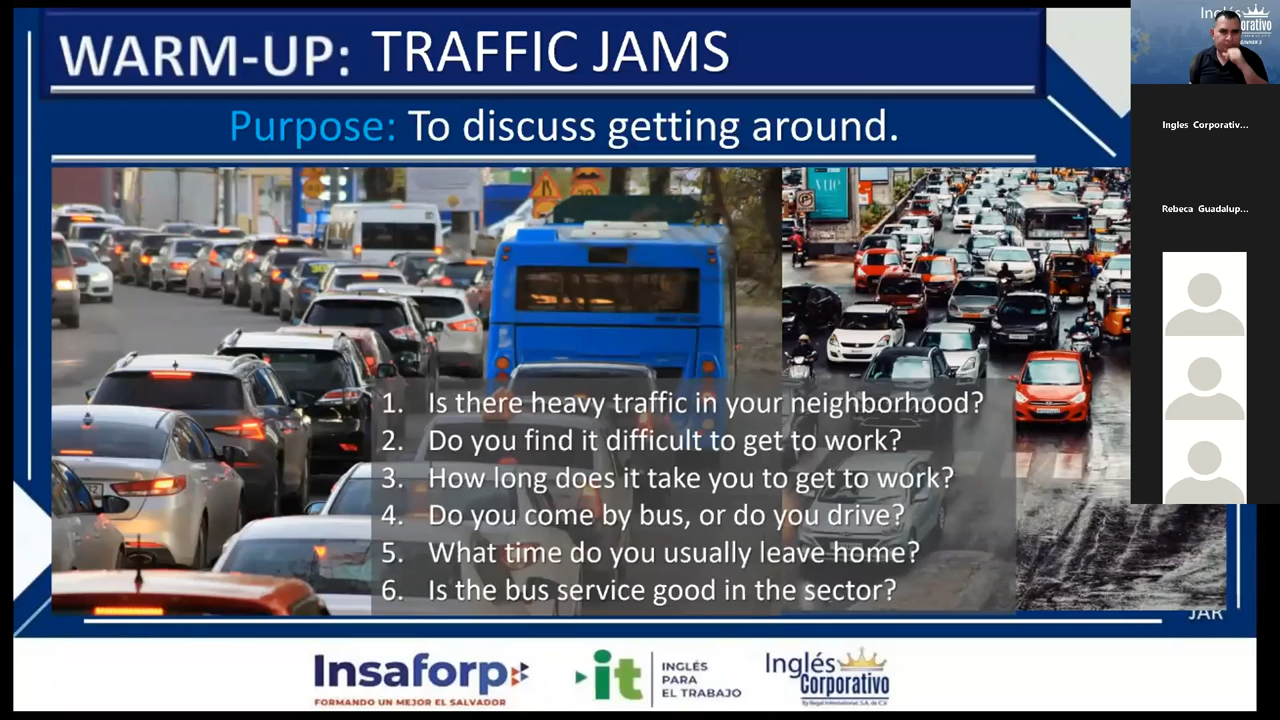 WARM-UP: TRAFFIC JAMS
Purpose: To discuss getting around.
1. Is there heavy traffic in your neighborhood?
2. Do you find it difficult to get to work?
3. How long does it take you to get to work?
4. Do you come by bus, or do you drive?
5. What time do you usually leave home?
6. Is the bus service good in the sector?
JAR
Insaforp
FORMANDO UN MEJOR EL SALVADOR
it
INGLÉS
PARA
EL TRABAJO
Inglés
Corporativo
Ingles Corporativ...
Rebeca Guadalup...
vue